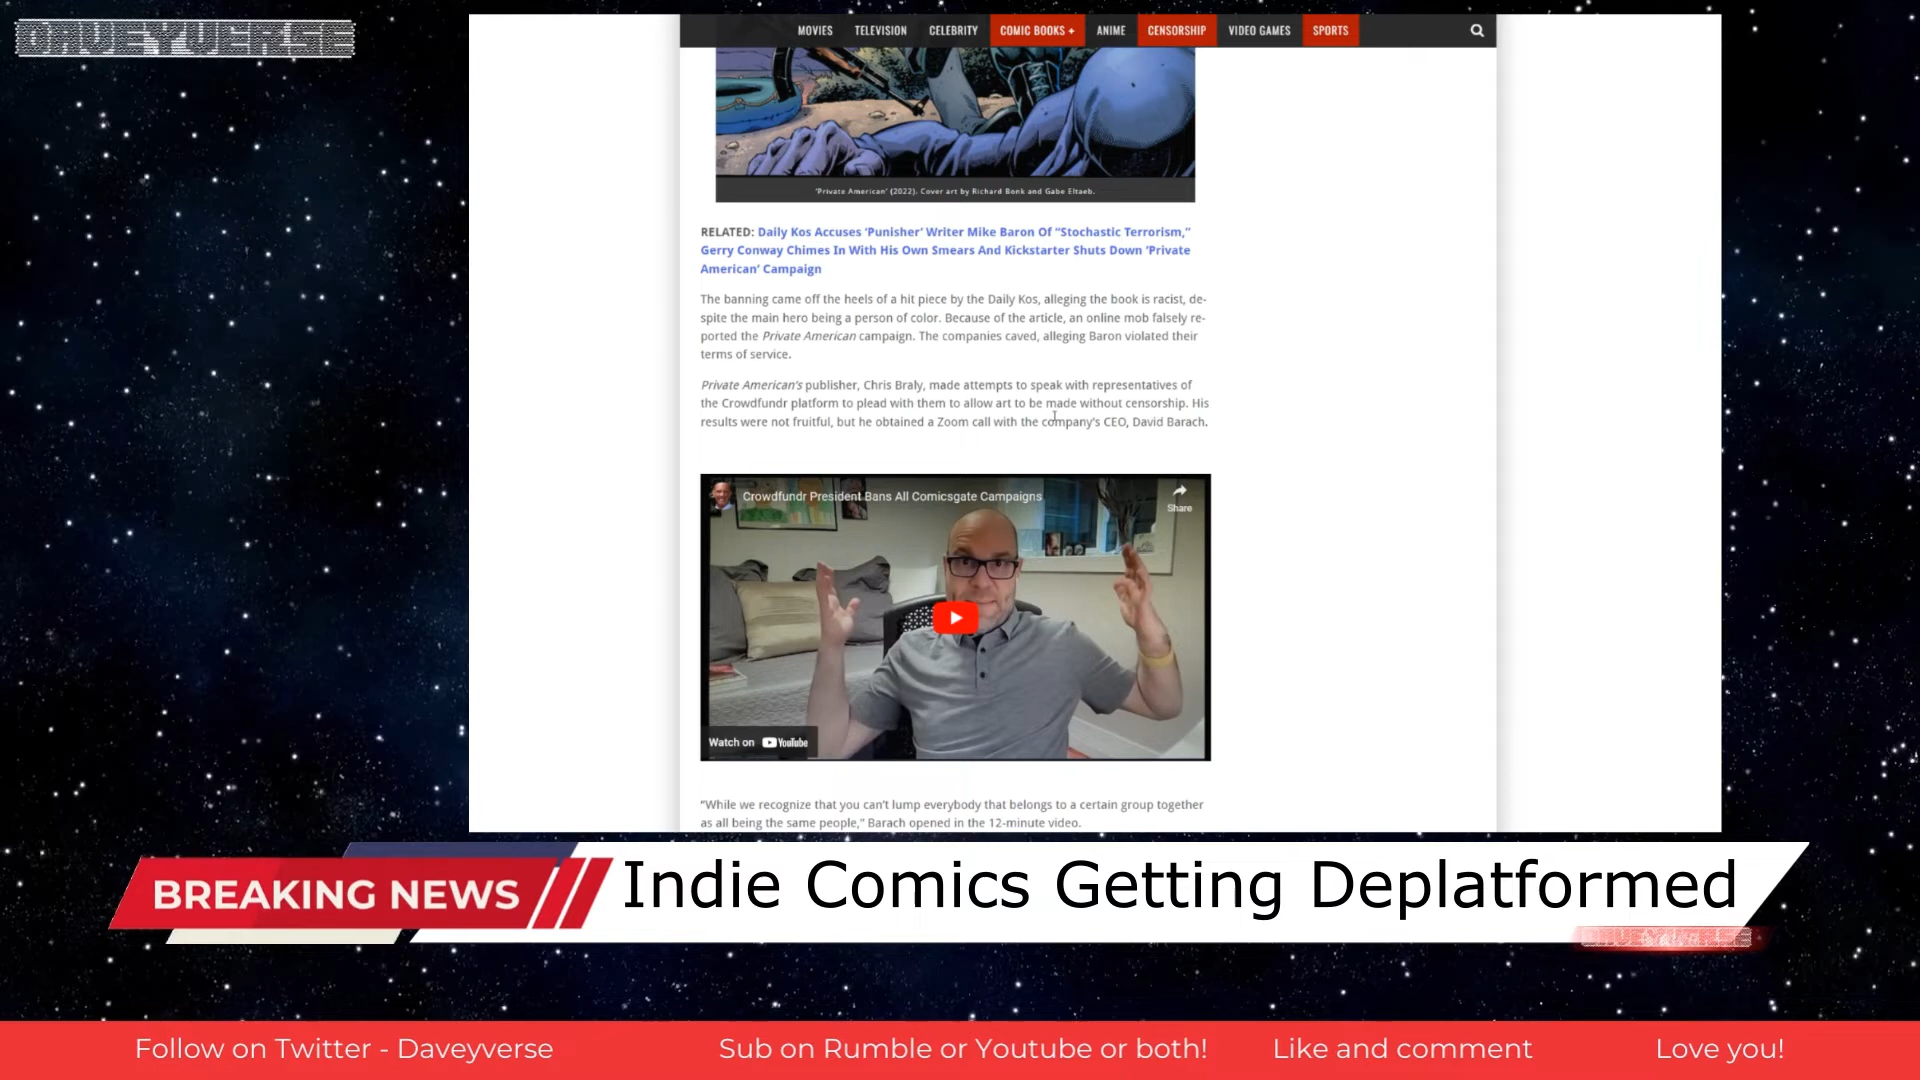 DAVEYVERSE
MOVIES TELEVISION CELEBRITY COMIC BOOKS + ANIME CENSORSHIP VIDEO GAMES SPORTS
'Private American' (2022). Cover art by Richard Bonk and Gabe Eltaeb.
RELATED: Daily Kos Accuses ‘Punisher’ Writer Mike Baron Of “Stochastic Terrorism,”
Gerry Conway Chimes In With His Own Smears And Kickstarter Shuts Down ‘Private
American’ Campaign
The banning came off the heels of a hit piece by the Daily Kos, alleging the book is racist, de-
spite the main hero being a person of color. Because of the article, an online mob falsely re-
ported the Private American campaign. The companies caved, alleging Baron violated their
terms of service.
Private American’s publisher, Chris Braly, made attempts to speak with representatives of
the Crowdfundr platform to plead with them to allow art to be made without censorship. His
results were not fruitful, but he obtained a Zoom call with the company’s CEO, David Barach.
Crowdfundr President Bans All Comicsgate Campaigns
Share
Watch on YouTube
“While we recognize that you can’t lump everybody that belongs to a certain group together
as all being the same people,” Barach opened in the 12-minute video.
BREAKING NEWS
Indie Comics Getting Deplatformed
Follow on Twitter - Daveyverse Sub on Rumble or Youtube or both! Like and comment Love you!